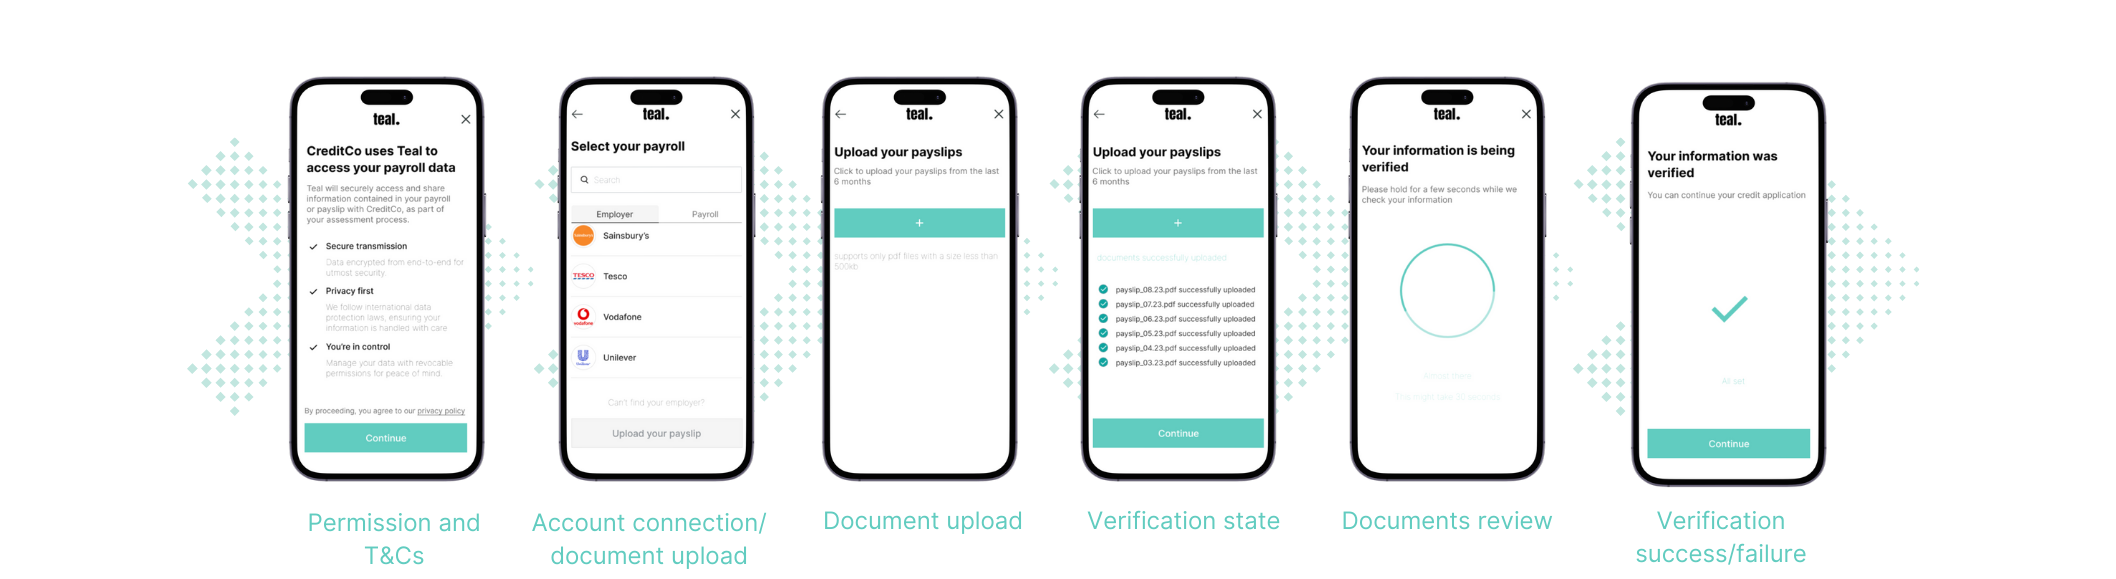 teal.
CreditCo uses Teal to
access your payroll data
Teal will securely access and share
information contained in your payroll
or payslip with CreditCo, as part of
your assessment process.
Secure transmission
Data encrypted from end-to-end for
utmost security
Privacy first
We follow international data
protection laws, ensuring your
information is handled with care
You're in control
Manage your data with revocable
permissions for peace of mind.
By proceeding, you agree to our privacy policy
Continue
Permission and
T&Cs
teal.
Select your payroll
Search
Employer Payroll
Sainsbury's
TESCO Tesco
vodafone Vodafone
Unilever
Can't find your employer?
Upload your payslip
Account connection/
document upload
teal.
Upload your payslips
Click to upload your payslips from the last
6 months
+
supports only pdf files with a size less than
500kb
Document upload
teal.
Upload your payslips
Click to upload your payslips from the last
6 months
+
documents successfully uploaded
payslip_08.23.pdf successfully uploaded
payslip_07.23.pdf successfully uploaded
payslip_06.23.pdf successfully uploaded
payslip_05.23.pdf successfully uploaded
payslip_04.23.pdf successfully uploaded
payslip_03.23.pdf successfully uploaded
Continue
Verification state
teal.
Your information is being
verified
Please hold for a few seconds while we
check your information
Almost there
This might take 30 seconds
Documents review
teal.
Your information was
verified
You can continue your credit application
All set
Continue
Verification
success/failure